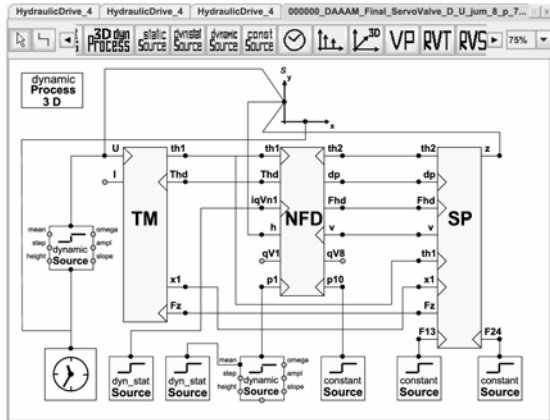 HydraulicDrive_4 HydraulicDrive_4 HydraulicDrive_4 000000_DAAAM_Final_ServoValve_D_U_jum_8_p_7...
3D dyn Process static Source dynstat Source dynamic Source const Source VP RVT RVS 75%
dynamic
Process
3 D
S
y
x
U th1 th1 th2 th2 z
I Thd Thd dp dp
iqVn1 Fhd Fhd
TM NFD SP
h v v
qV1 qV8 th1
x1 p1 p10 x1
Fz Fz
mean omega
step ampl
height slope
dynamic
Source
F13 F24
mean omega
step ampl
height slope
dyn_stat dyn_stat dynamic constant constant constant
Source Source Source Source Source Source